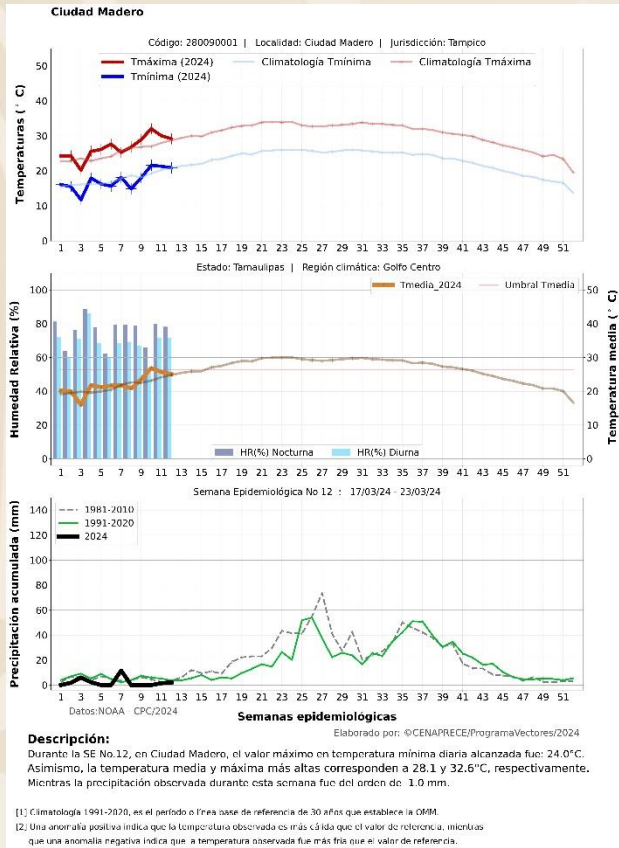 Ciudad Madero
Código: 280090001 | Localidad: Ciudad Madero | Jurisdicción: Tampico
Tmáxima (2024)
Tmínima (2024)
Climatología Tmínima
Climatología Tmáxima
Temperaturas (° C)
50
40
30
20
10
0
1 3 5 7 9 11 13 15 17 19 21 23 25 27 29 31 33 35 37 39 41 43 45 47 49 51
Estado: Tamaulipas | Región climática: Golfo Centro
Tmedia_2024
Umbral Tmedia
Humedad Relativa (%)
100
80
60
40
20
0
Temperatura media (° C)
50
40
30
20
10
0
HR(%) Nocturna
HR(%) Diurna
1 3 5 7 9 11 13 15 17 19 21 23 25 27 29 31 33 35 37 39 41 43 45 47 49 51
Semana Epidemiológica No 12 : 17/03/24 - 23/03/24
1981-2010
1991-2020
2024
Precipitación acumulada (mm)
140
120
100
80
60
40
20
0
1 3 5 7 9 11 13 15 17 19 21 23 25 27 29 31 33 35 37 39 41 43 45 47 49 51
Datos:NOAA - CPC/2024
Semanas epidemiológicas
Elaborado por: ©CENAPRECE/ProgramaVectores/2024
Descripción:
Durante la SE No.12, en Ciudad Madero, el valor máximo en temperatura mínima diaria alcanzada fue: 24.0°C.
Asimismo, la temperatura media y máxima más altas corresponden a 28.1 y 32.6°C, respectivamente.
Mientras la precipitación observada durante esta semana fue del orden de 1.0 mm.
[1] Climatología 1991-2020, es el período o línea base de referencia de 30 años que establece la OMM.
[2] Una anomalía positiva indica que la temperatura observada es más cálida que el valor de referencia, mientras
que una anomalía negativa indica que la temperatura observada fue más fria que el valor de referencia.